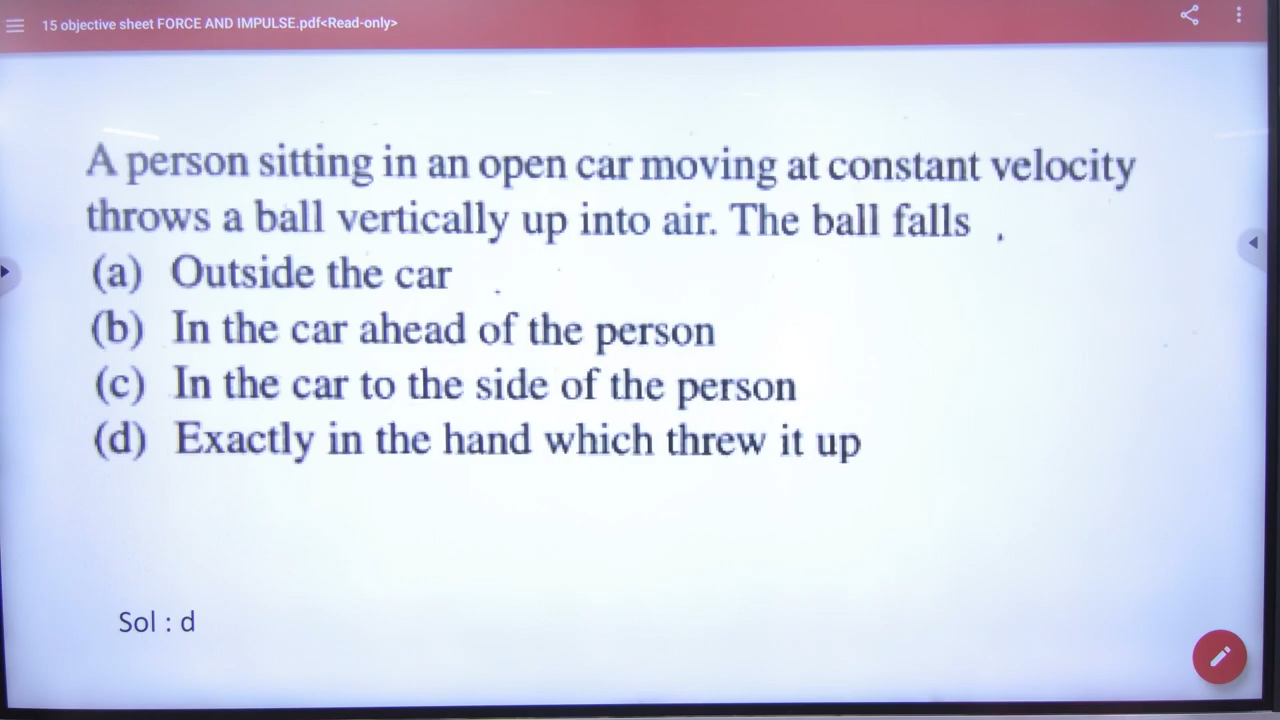 15 objective sheet FORCE AND IMPULSE.pdf<Read-only>
A person sitting in an open car moving at constant velocity
throws a ball vertically up into air. The ball falls .
(a) Outside the car
(b) In the car ahead of the person
(c) In the car to the side of the person
(d) Exactly in the hand which threw it up
Sol : d